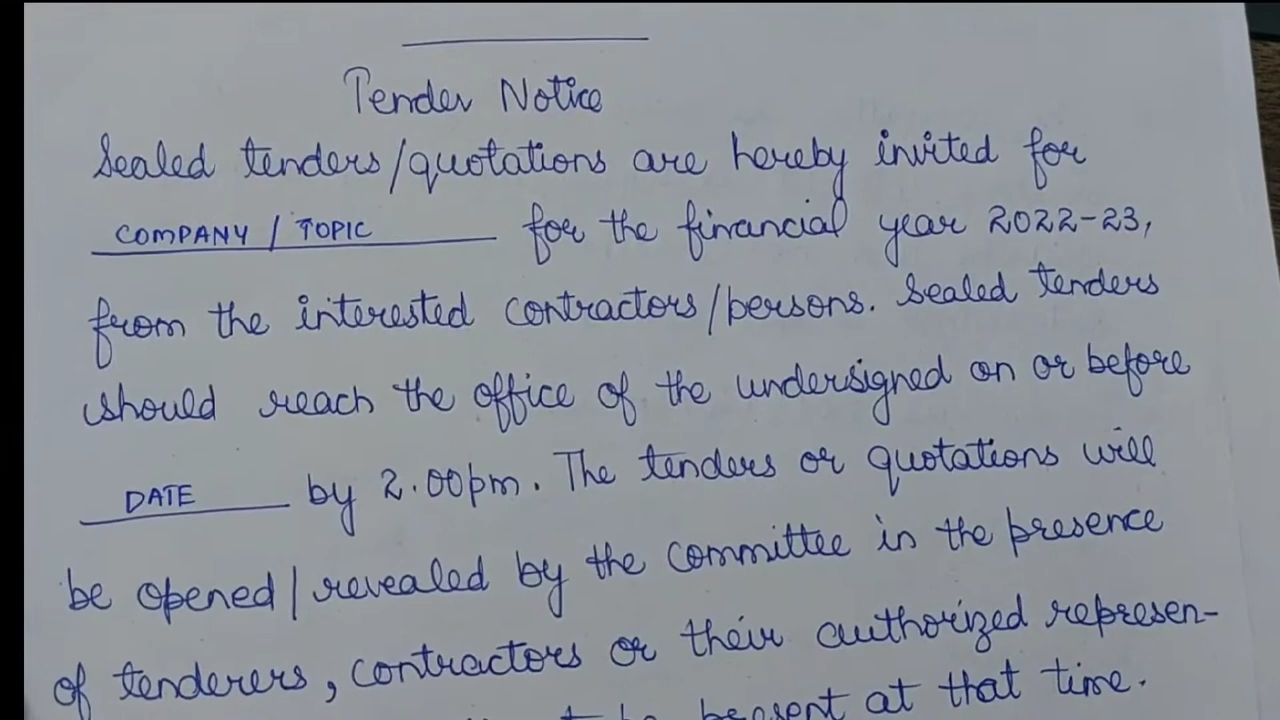 Tender Notice
Sealed tenders/quotations are hereby invited for
COMPANY / TOPIC for the financial year 2022-23,
from the interested contractors/persons. Sealed tenders
should reach the office of the undersigned on or before
DATE by 2.00pm. The tenders or quotations will
be opened/revealed by the committee in the presence
of tenderers, contractors or their authorized represen-
at that time.